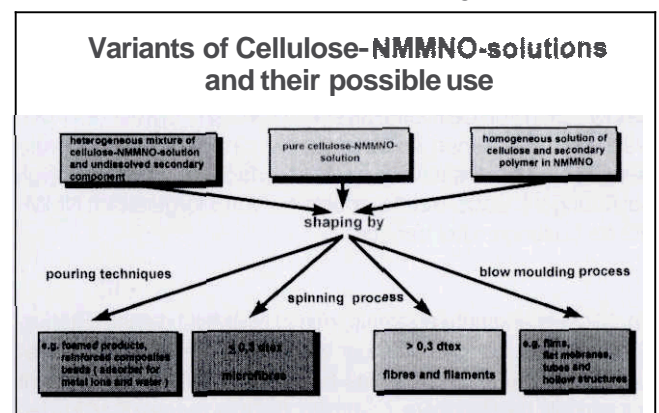 Variants of Cellulose-NMMNO-solutions
and their possible use
heterogeneous mixture of
cellulose-NMMNO-solution
and undissolved secondary
component
pure cellulose-NMMNO-
solution
homogeneous solution of
cellulose and secondary
polymer in NMMNO
shaping by
pouring techniques
spinning process
blow moulding process
e.g. foamed products,
reinforced composites
beads ( adsorber for
metal ions and water )
≤ 0,3 dtex
microfibres
> 0,3 dtex
fibres and filaments
e.g. films,
flat mebranes,
tubes and
hollow structures